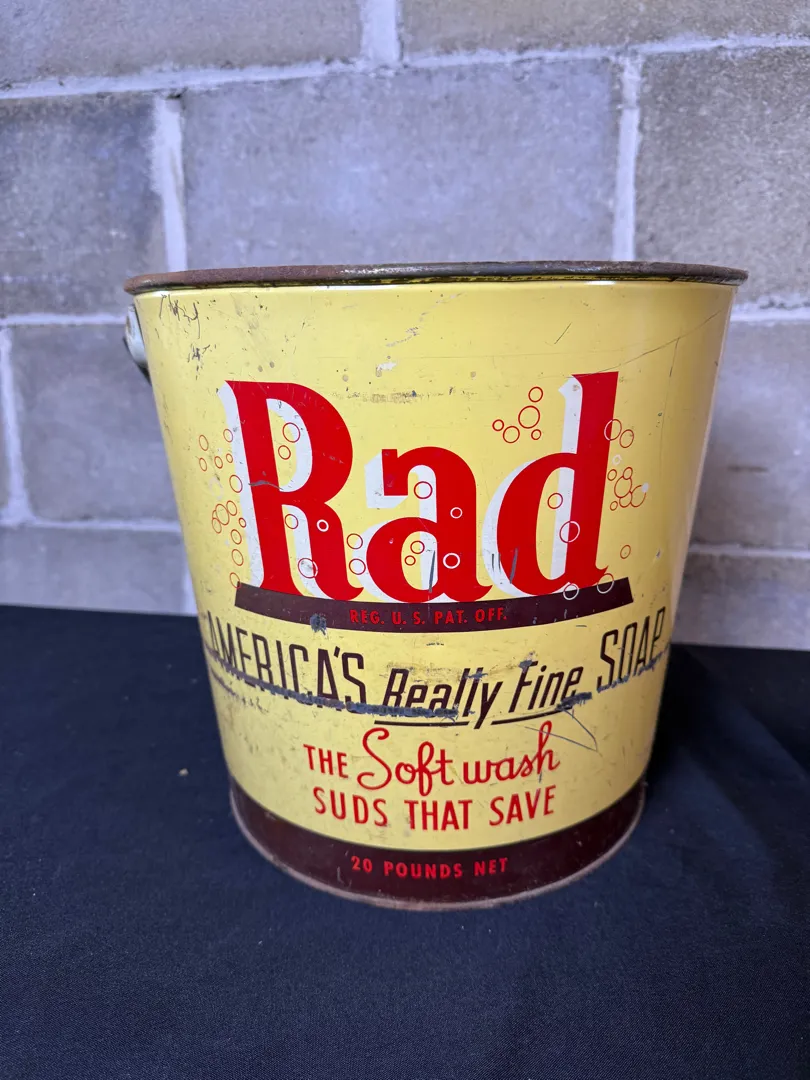 Rad
REG. U. S. PAT. OFF.
AMERICA'S Really Fine SOAP
THE Soft wash
SUDS THAT SAVE
20 POUNDS NET